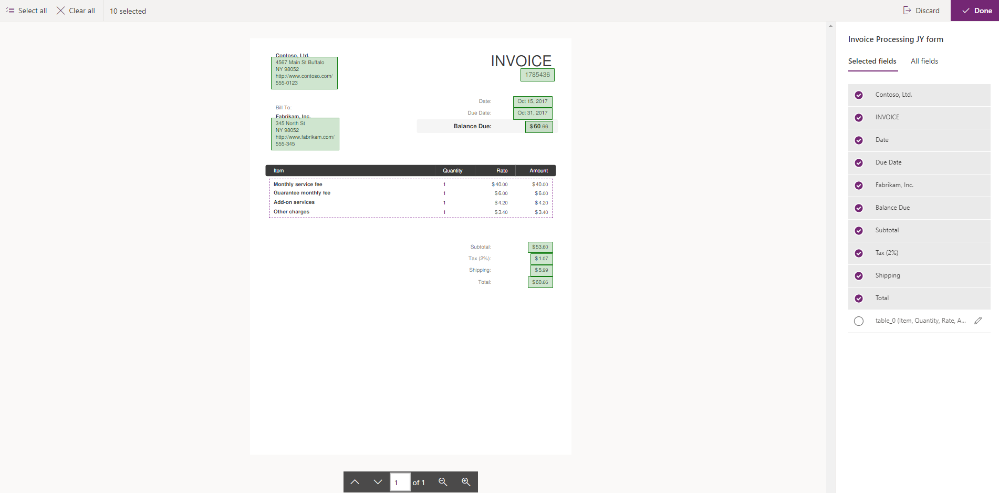 Select all Clear all 10 selected Discard Done
Contoso, Ltd.
4567 Main St Buffalo
NY 98052
http://www.contoso.com/
555-0123
INVOICE
1785436
Date: Oct 15, 2017
Due Date: Oct 31, 2017
Balance Due: $60.66
Bill To:
Fabrikam, Inc.
345 North St
NY 98052
http://www.fabrikam.com/
555-345
Item Quantity Rate Amount
Monthly service fee 1 $40.00 $40.00
Guarantee monthly fee 1 $6.00 $6.00
Add-on services 1 $4.20 $4.20
Other charges 1 $3.40 $3.40
Subtotal: $53.60
Tax (2%): $1.07
Shipping: $5.99
Total: $60.66
1 of 1
Invoice Processing JY form
Selected fields All fields
Contoso, Ltd.
INVOICE
Date
Due Date
Fabrikam, Inc.
Balance Due
Subtotal
Tax (2%)
Shipping
Total
table_0 (Item, Quantity, Rate, A...